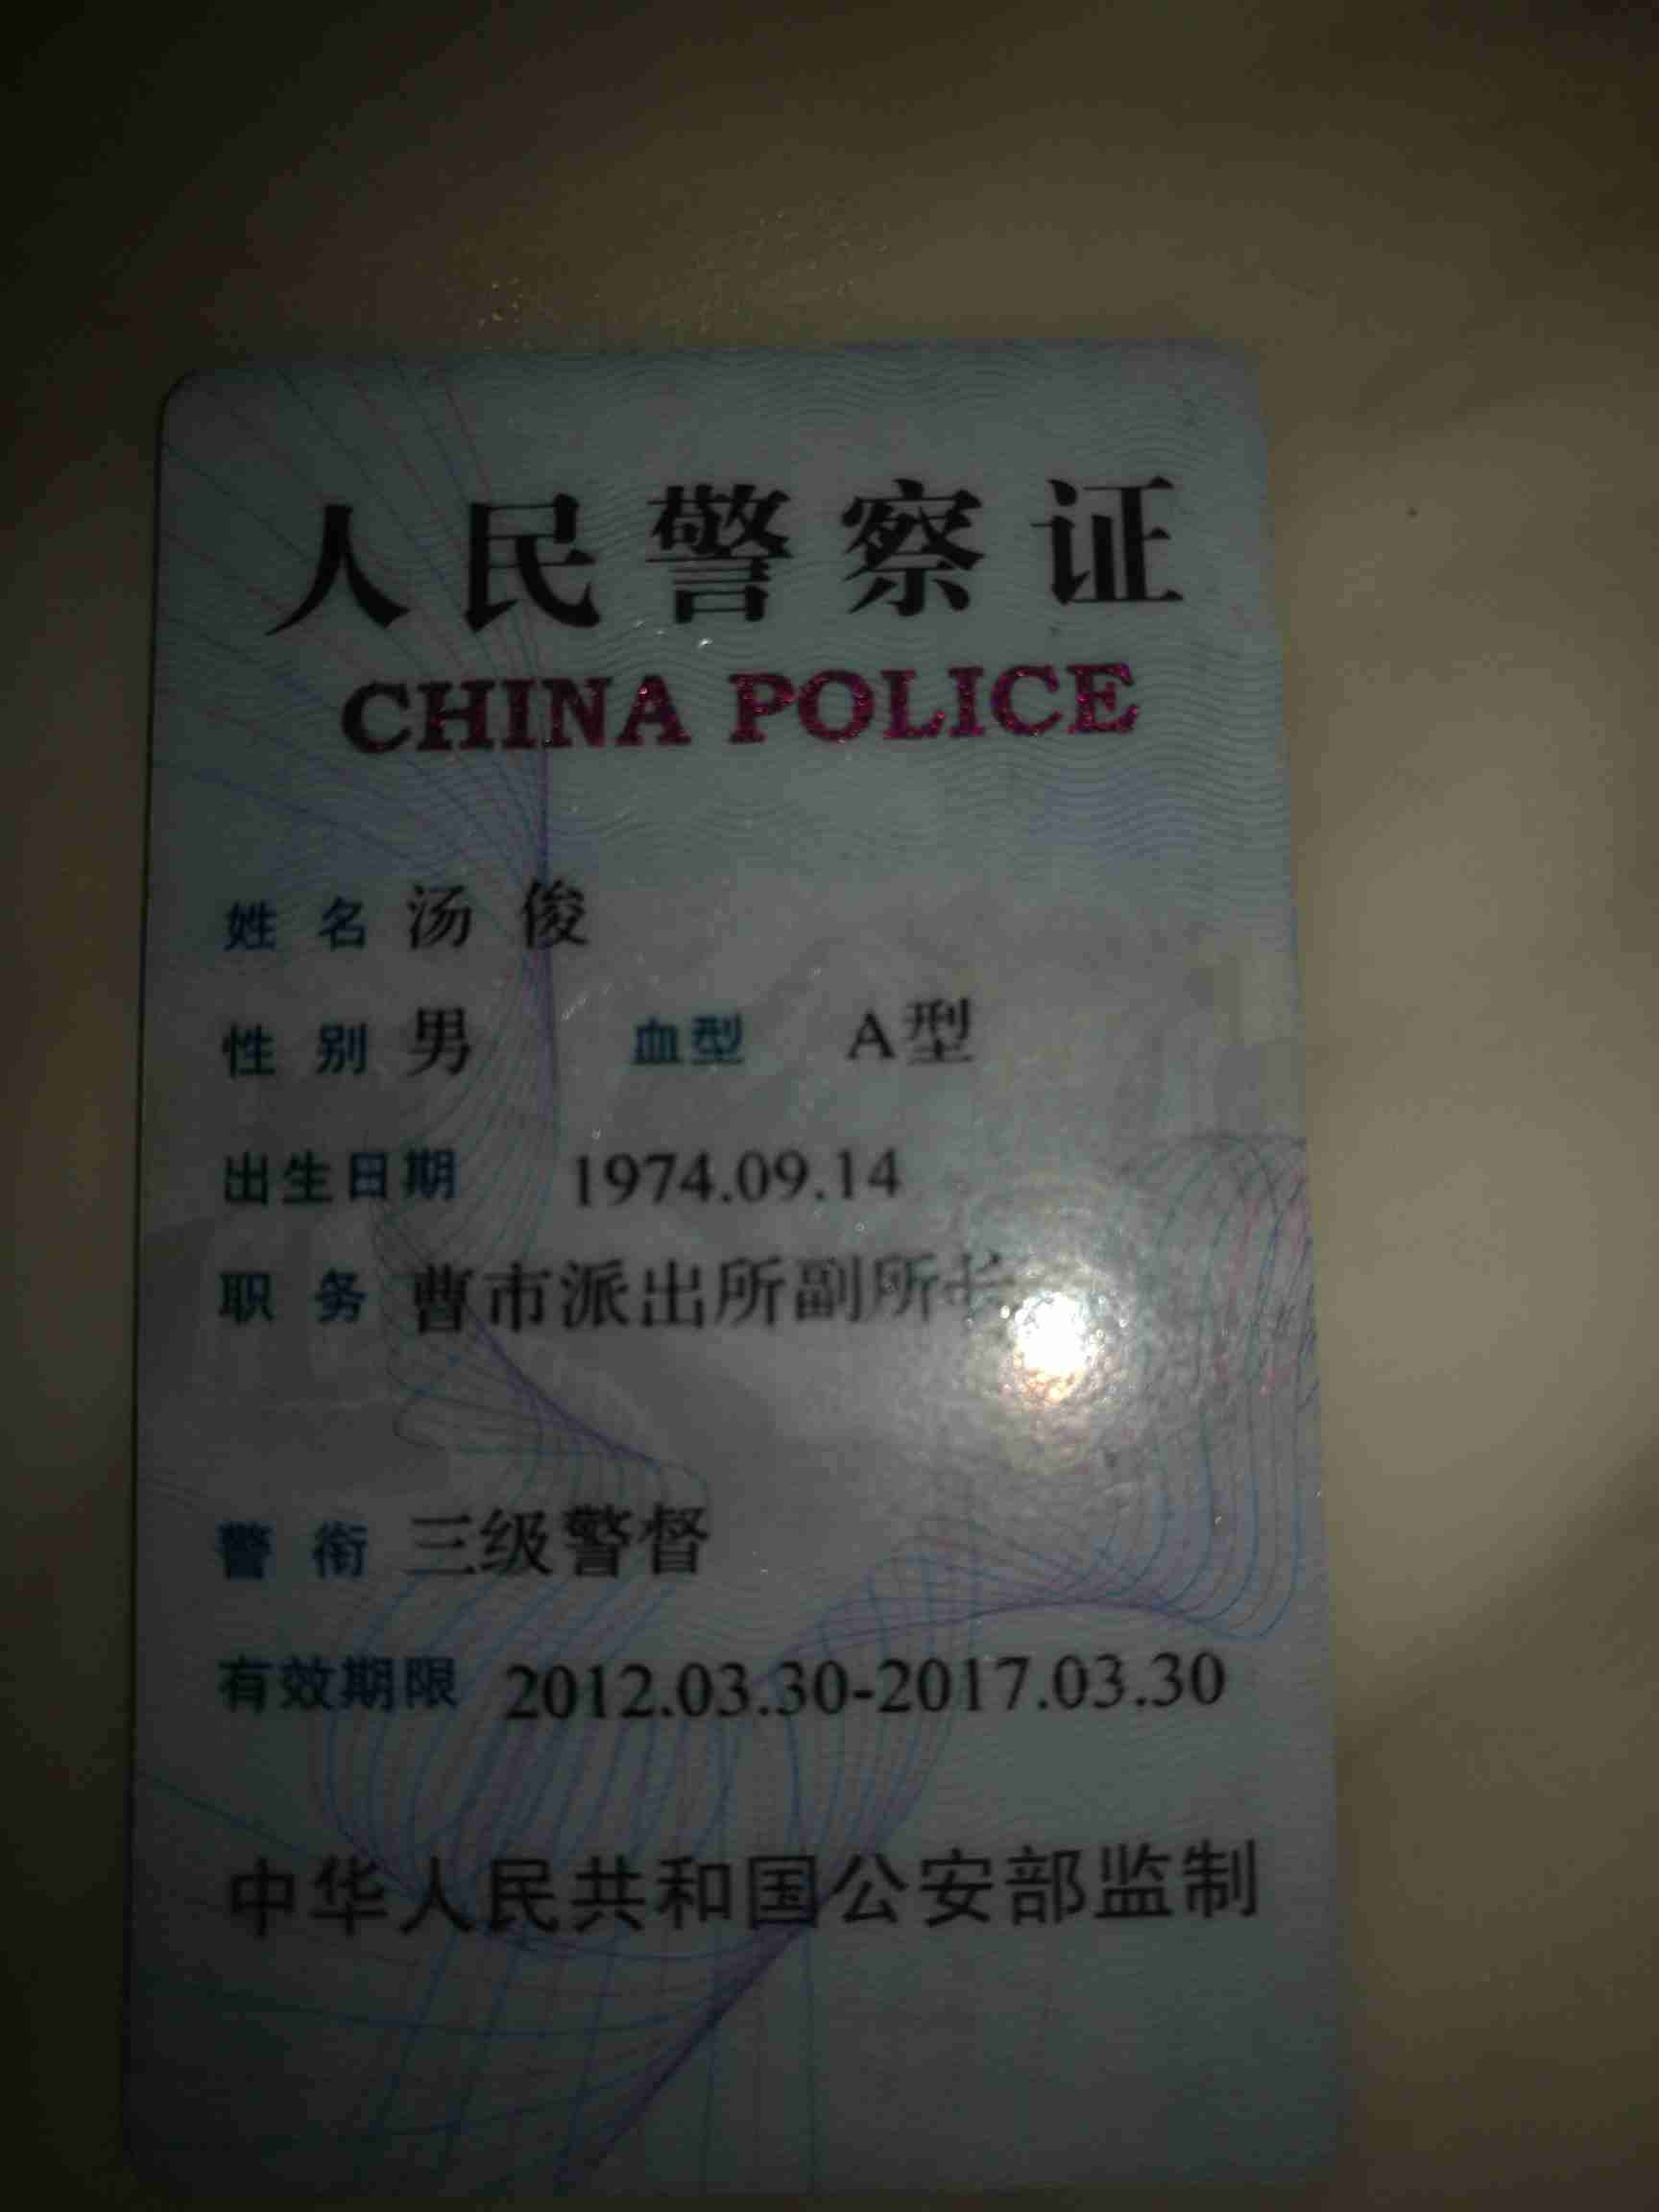 人民警察证
CHINA POLICE
姓 名 汤 俊
性 别 男 血型 A型
出生日期 1974.09.14
职 务 曹市派出所副所长
警 衔 三级警督
有效期限 2012.03.30-2017.03.30
中华人民共和国公安部监制